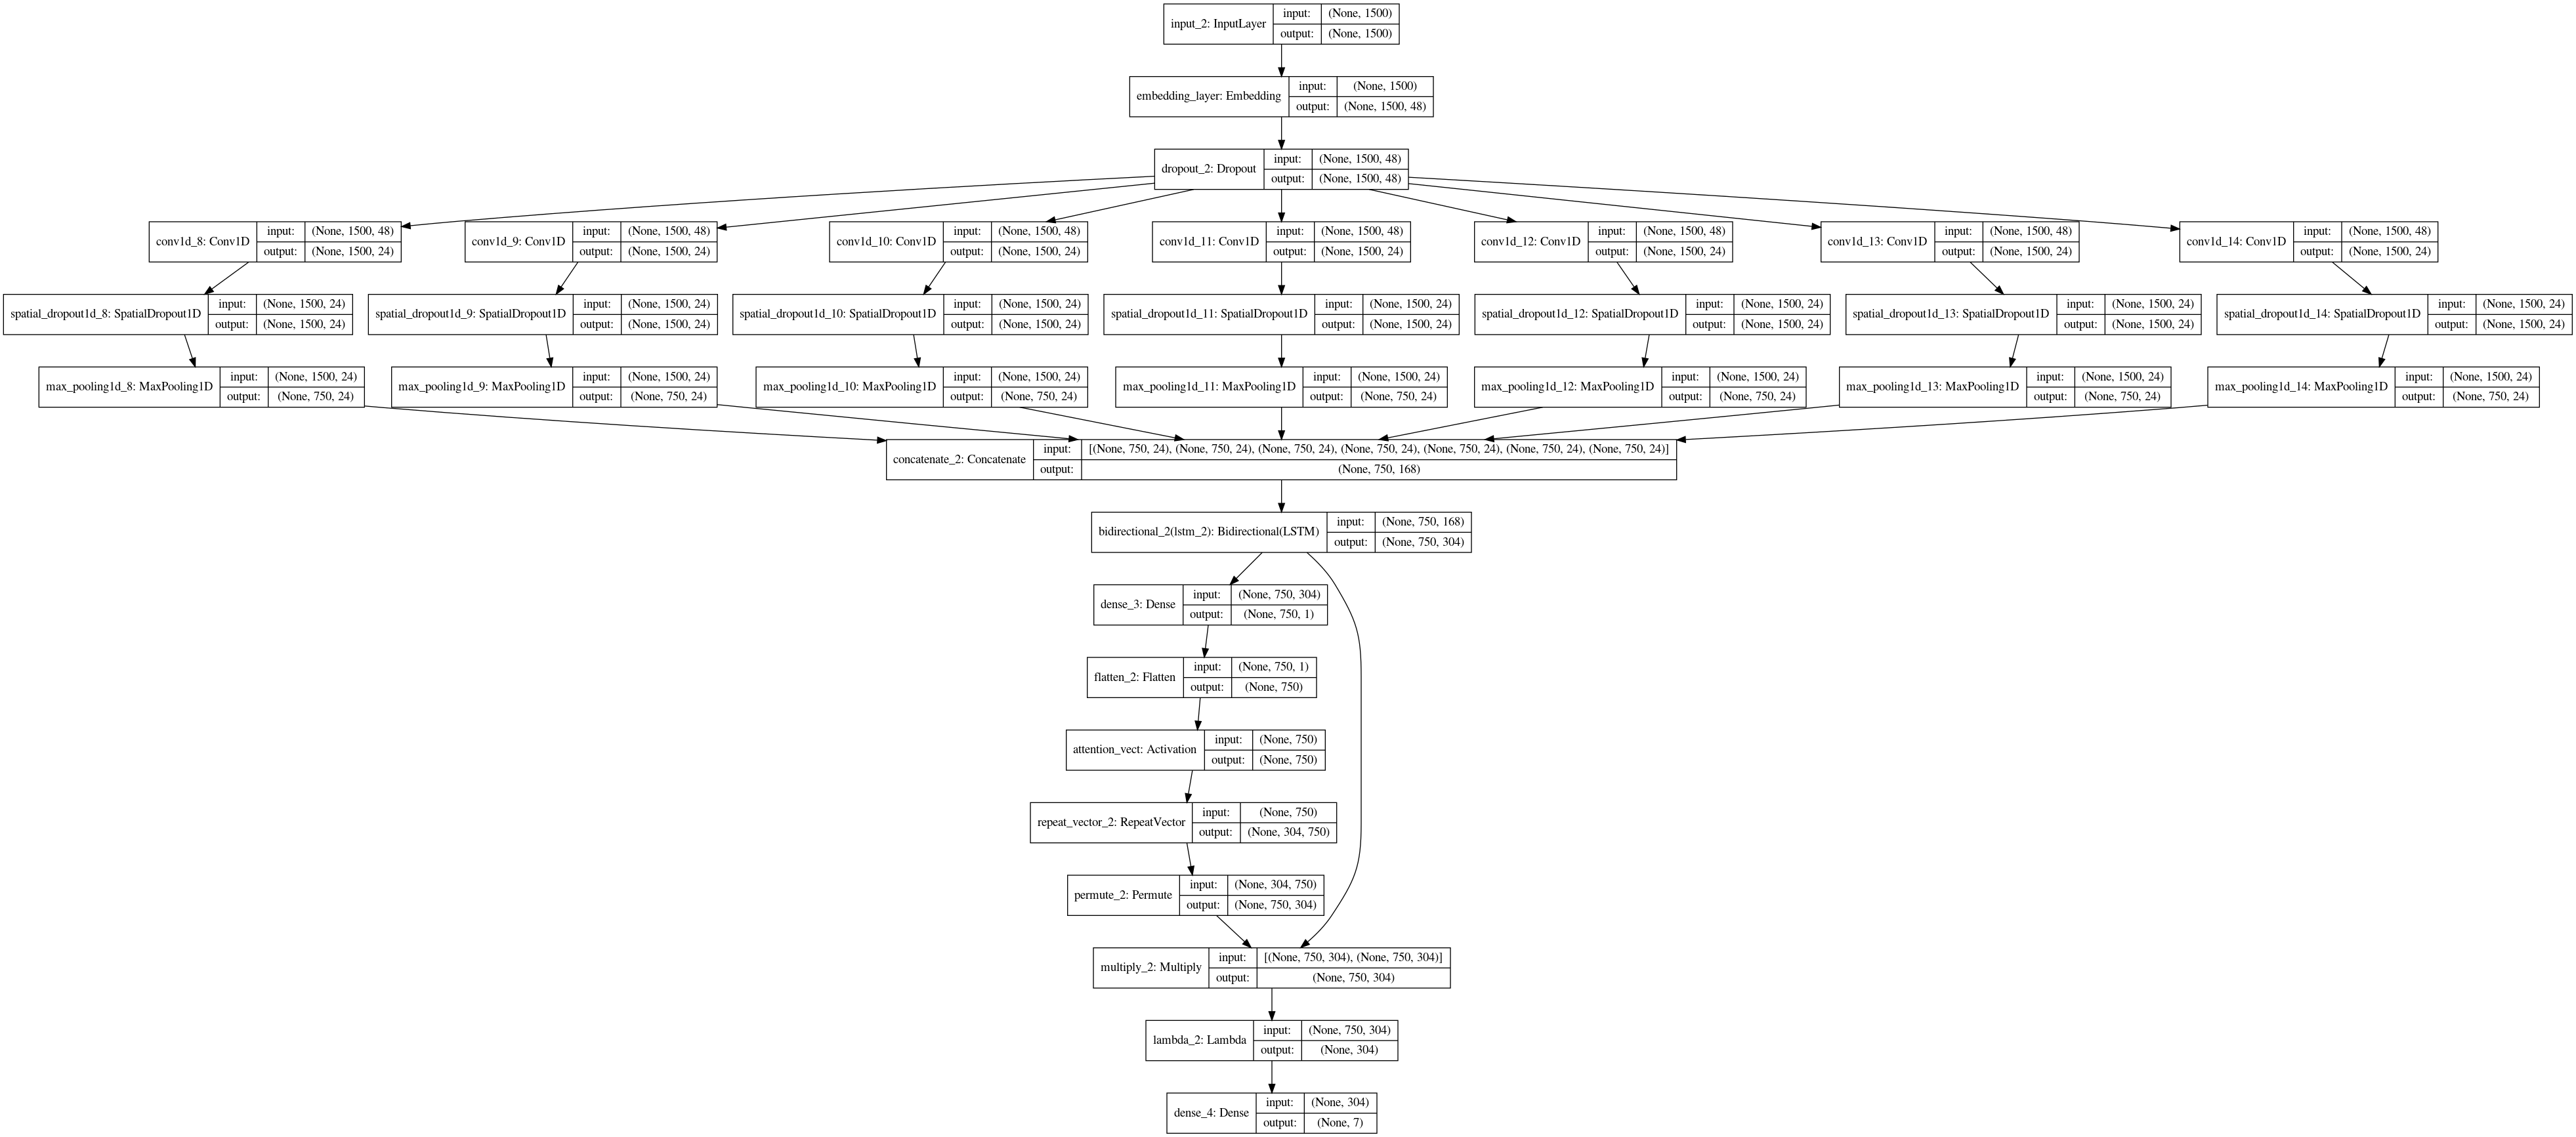 input_2: InputLayer
input: (None, 1500)
output: (None, 1500)
embedding_layer: Embedding
input: (None, 1500)
output: (None, 1500, 48)
dropout_2: Dropout
input: (None, 1500, 48)
output: (None, 1500, 48)
conv1d_8: Conv1D
input: (None, 1500, 48)
output: (None, 1500, 24)
conv1d_9: Conv1D
input: (None, 1500, 48)
output: (None, 1500, 24)
conv1d_10: Conv1D
input: (None, 1500, 48)
output: (None, 1500, 24)
conv1d_11: Conv1D
input: (None, 1500, 48)
output: (None, 1500, 24)
conv1d_12: Conv1D
input: (None, 1500, 48)
output: (None, 1500, 24)
conv1d_13: Conv1D
input: (None, 1500, 48)
output: (None, 1500, 24)
conv1d_14: Conv1D
input: (None, 1500, 48)
output: (None, 1500, 24)
spatial_dropout1d_8: SpatialDropout1D
input: (None, 1500, 24)
output: (None, 1500, 24)
spatial_dropout1d_9: SpatialDropout1D
input: (None, 1500, 24)
output: (None, 1500, 24)
spatial_dropout1d_10: SpatialDropout1D
input: (None, 1500, 24)
output: (None, 1500, 24)
spatial_dropout1d_11: SpatialDropout1D
input: (None, 1500, 24)
output: (None, 1500, 24)
spatial_dropout1d_12: SpatialDropout1D
input: (None, 1500, 24)
output: (None, 1500, 24)
spatial_dropout1d_13: SpatialDropout1D
input: (None, 1500, 24)
output: (None, 1500, 24)
spatial_dropout1d_14: SpatialDropout1D
input: (None, 1500, 24)
output: (None, 1500, 24)
max_pooling1d_8: MaxPooling1D
input: (None, 1500, 24)
output: (None, 750, 24)
max_pooling1d_9: MaxPooling1D
input: (None, 1500, 24)
output: (None, 750, 24)
max_pooling1d_10: MaxPooling1D
input: (None, 1500, 24)
output: (None, 750, 24)
max_pooling1d_11: MaxPooling1D
input: (None, 1500, 24)
output: (None, 750, 24)
max_pooling1d_12: MaxPooling1D
input: (None, 1500, 24)
output: (None, 750, 24)
max_pooling1d_13: MaxPooling1D
input: (None, 1500, 24)
output: (None, 750, 24)
max_pooling1d_14: MaxPooling1D
input: (None, 1500, 24)
output: (None, 750, 24)
concatenate_2: Concatenate
input: [(None, 750, 24), (None, 750, 24), (None, 750, 24), (None, 750, 24), (None, 750, 24), (None, 750, 24), (None, 750, 24)]
output: (None, 750, 168)
bidirectional_2(lstm_2): Bidirectional(LSTM)
input: (None, 750, 168)
output: (None, 750, 304)
dense_3: Dense
input: (None, 750, 304)
output: (None, 750, 1)
flatten_2: Flatten
input: (None, 750, 1)
output: (None, 750)
attention_vect: Activation
input: (None, 750)
output: (None, 750)
repeat_vector_2: RepeatVector
input: (None, 750)
output: (None, 304, 750)
permute_2: Permute
input: (None, 304, 750)
output: (None, 750, 304)
multiply_2: Multiply
input: [(None, 750, 304), (None, 750, 304)]
output: (None, 750, 304)
lambda_2: Lambda
input: (None, 750, 304)
output: (None, 304)
dense_4: Dense
input: (None, 304)
output: (None, 7)